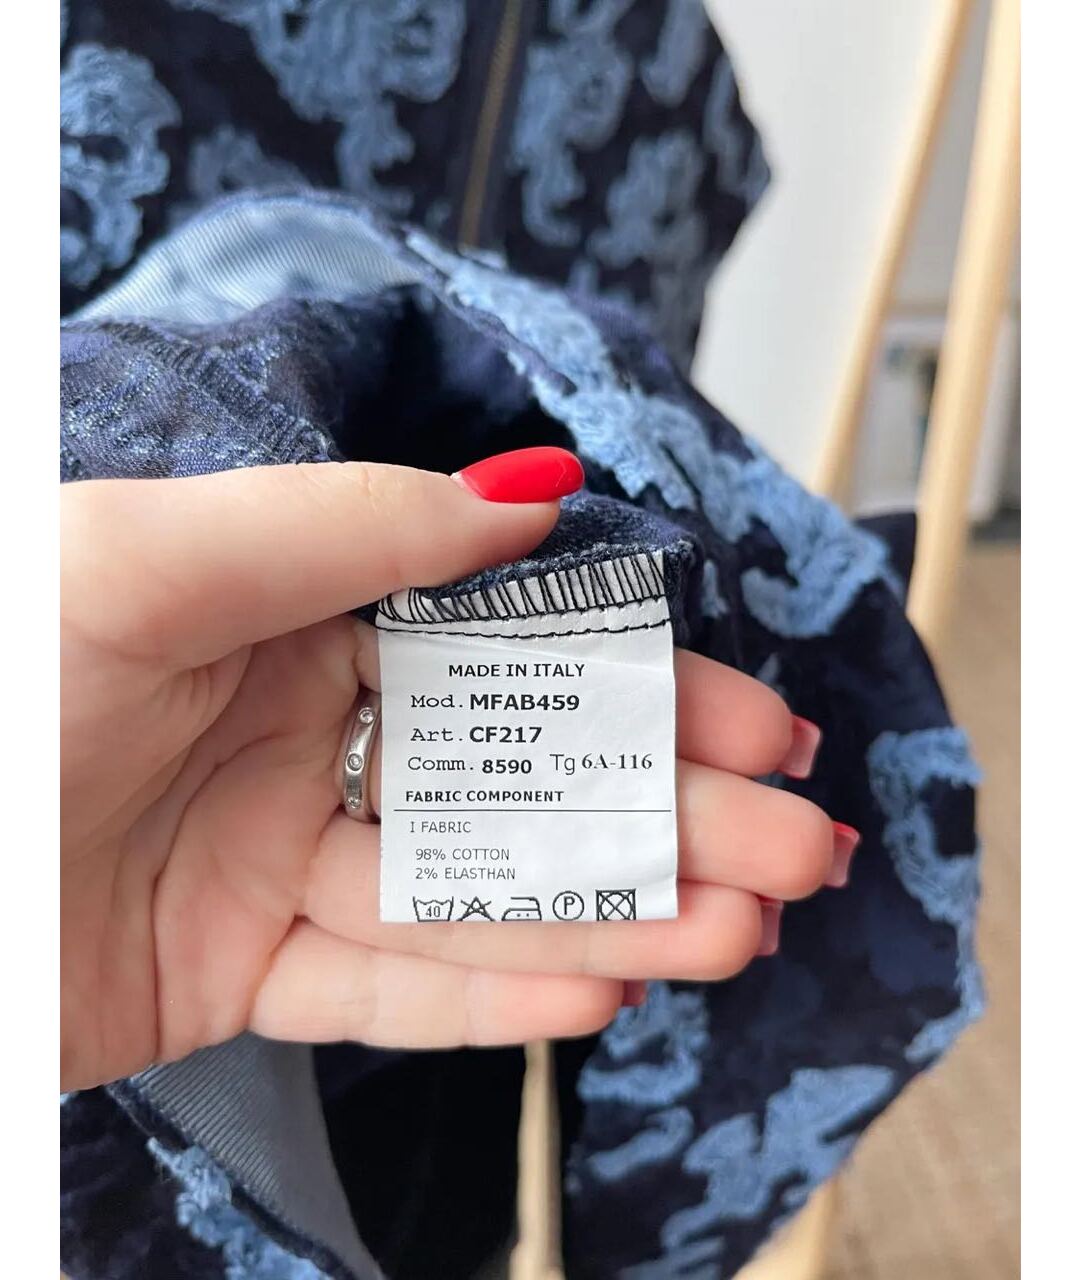 MADE IN ITALY
Mod. MFAB459
Art. CF217
Comm. 8590 Tg 6A-116
FABRIC COMPONENT
I FABRIC
98% COTTON
2% ELASTHAN
40
P